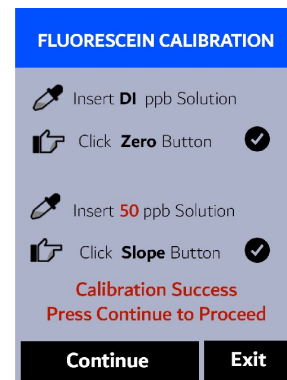 FLUORESCEIN CALIBRATION
Insert DI ppb Solution
Click Zero Button
Insert 50 ppb Solution
Click Slope Button
Calibration Success
Press Continue to Proceed
Continue
Exit